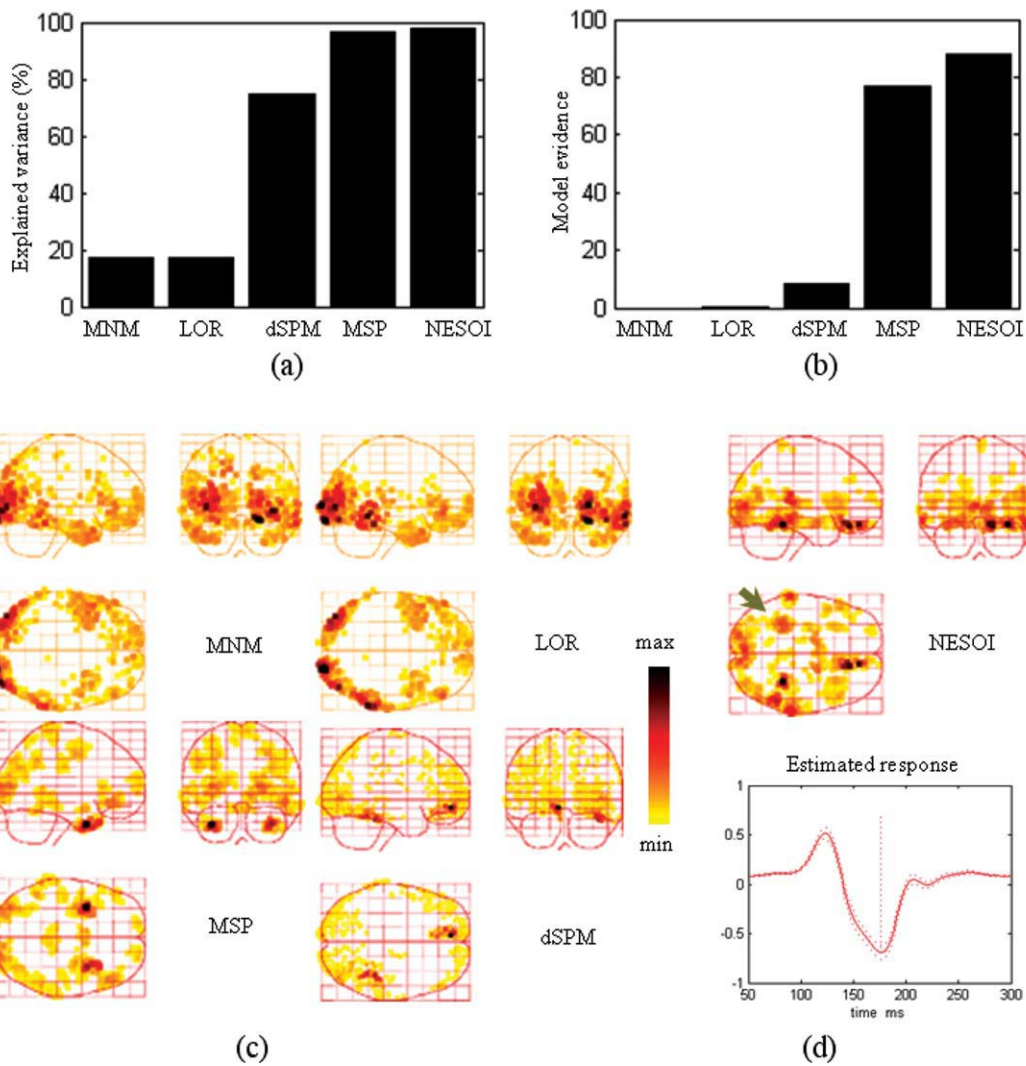 100
80
60
40
20
0
Explained variance (%)
MNM LOR dSPM MSP NESOI
(a)
100
80
60
40
20
0
Model evidence
MNM LOR dSPM MSP NESOI
(b)
MNM
LOR
max
min
MSP
dSPM
(c)
NESOI
Estimated response
1
0.5
0
-0.5
-1
50 100 150 200 250 300
time ms
(d)